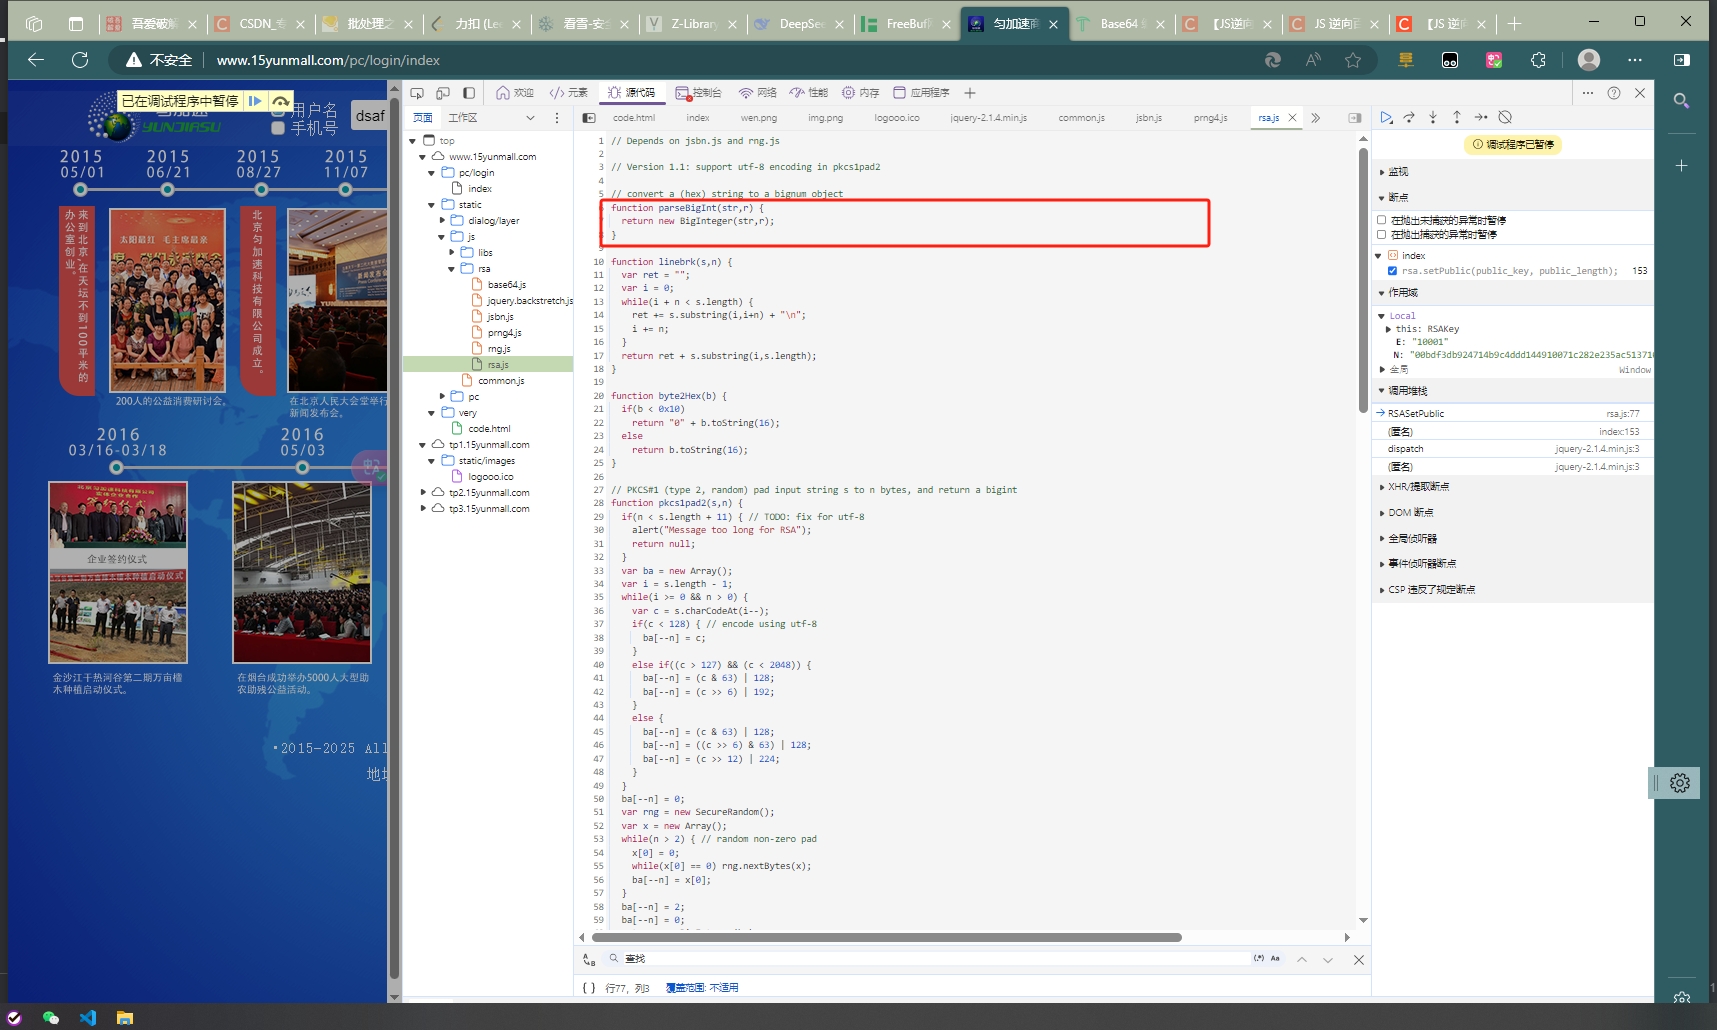 吾爱破解
CSDN_专
批处理之
力扣 (Lee
看雪-安全
Z-Library
DeepSee
FreeBuf
匀加速商
Base64 编
【JS逆向
JS 逆向百
【JS 逆向
不安全
www.15yunmall.com/pc/login/index
已在调试程序中暂停
YUNJIASU
用户名
手机号
dsaf
2015
05/01
2015
06/21
2015
08/27
2015
11/07
来到北京,在天坛不到100平米的
办公室创业。
太阳最红 毛主席最亲
北京匀加速科技有限公司成立。
200人的公益消费研讨会。
在北京人民大会堂举行
新闻发布会。
2016
03/16-03/18
2016
05/03
企业签约仪式
金沙江干热河谷第二期万亩橿
木种植启动仪式。
在烟台成功举办5000人大型助
农助残公益活动。
•2015-2025 All
地址
欢迎
元素
源代码
控制台
网络
性能
内存
应用程序
页面
工作区
top
www.15yunmall.com
pc/login
index
static
dialog/layer
js
libs
rsa
base64.js
jquery.backstretch.js
jsbn.js
prng4.js
rng.js
rsa.js
common.js
pc
very
code.html
tp1.15yunmall.com
static/images
logooo.ico
tp2.15yunmall.com
tp3.15yunmall.com
code.html
index
wen.png
img.png
logooo.ico
jquery-2.1.4.min.js
common.js
jsbn.js
prng4.js
rsa.js
1 // Depends on jsbn.js and rng.js
2
3 // Version 1.1: support utf-8 encoding in pkcs1pad2
4
5 // convert a (hex) string to a bignum object
function parseBigInt(str,r) {
return new BigInteger(str,r);
}
9
10 function linebrk(s,n) {
11 var ret = "";
12 var i = 0;
13 while(i + n < s.length) {
14 ret += s.substring(i,i+n) + "\n";
15 i += n;
16 }
17 return ret + s.substring(i,s.length);
18 }
19
20 function byte2Hex(b) {
21 if(b < 0x10)
22 return "0" + b.toString(16);
23 else
24 return b.toString(16);
25 }
26
27 // PKCS#1 (type 2, random) pad input string s to n bytes, and return a bigint
28 function pkcs1pad2(s,n) {
29 if(n < s.length + 11) { // TODO: fix for utf-8
30 alert("Message too long for RSA");
31 return null;
32 }
33 var ba = new Array();
34 var i = s.length - 1;
35 while(i >= 0 && n > 0) {
36 var c = s.charCodeAt(i--);
37 if(c < 128) { // encode using utf-8
38 ba[--n] = c;
39 }
40 else if((c > 127) && (c < 2048)) {
41 ba[--n] = (c & 63) | 128;
42 ba[--n] = (c >> 6) | 192;
43 }
44 else {
45 ba[--n] = (c & 63) | 128;
46 ba[--n] = ((c >> 6) & 63) | 128;
47 ba[--n] = (c >> 12) | 224;
48 }
49 }
50 ba[--n] = 0;
51 var rng = new SecureRandom();
52 var x = new Array();
53 while(n > 2) { // random non-zero pad
54 x[0] = 0;
55 while(x[0] == 0) rng.nextBytes(x);
56 ba[--n] = x[0];
57 }
58 ba[--n] = 2;
59 ba[--n] = 0;
查找
(.*)
Aa
{ } 行77, 列3
覆盖范围: 不适用
调试程序已暂停
监视
断点
在抛出未捕获的异常时暂停
在抛出捕获的异常时暂停
index
rsa.setPublic(public_key, public_length); 153
作用域
Local
this: RSAKey
E: "10001"
N: "00bdf3db924714b9c4ddd144910071c282e235ac51371
全局 Window
调用堆栈
RSASetPublic rsa.js:77
(匿名) index:153
dispatch jquery-2.1.4.min.js:3
(匿名) jquery-2.1.4.min.js:3
XHR/提取断点
DOM 断点
全局侦听器
事件侦听器断点
CSP 违反了规定断点